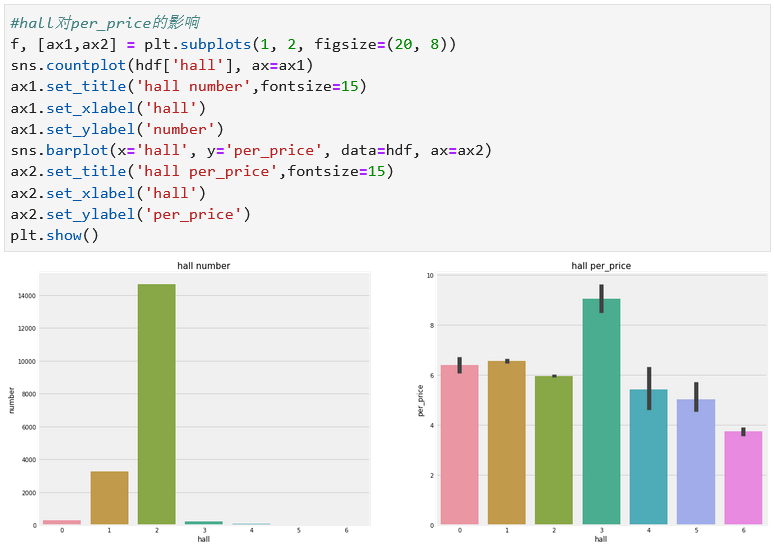 #hall对per_price的影响
f, [ax1,ax2] = plt.subplots(1, 2, figsize=(20, 8))
sns.countplot(hdf['hall'], ax=ax1)
ax1.set_title('hall number',fontsize=15)
ax1.set_xlabel('hall')
ax1.set_ylabel('number')
sns.barplot(x='hall', y='per_price', data=hdf, ax=ax2)
ax2.set_title('hall per_price',fontsize=15)
ax2.set_xlabel('hall')
ax2.set_ylabel('per_price')
plt.show()
hall number
14000
12000
10000
8000
6000
4000
2000
0
number
0 1 2 3 4 5 6
hall
hall per_price
10
8
6
4
2
0
per_price
0 1 2 3 4 5 6
hall